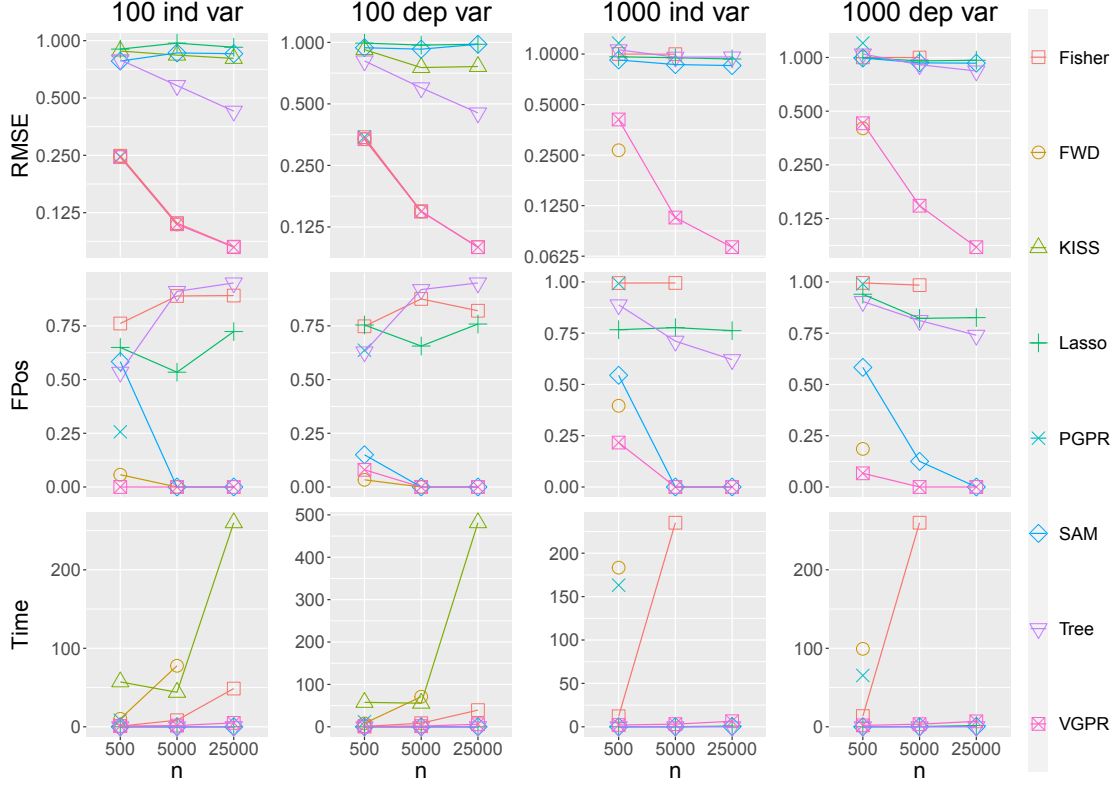 100 ind var
100 dep var
1000 ind var
1000 dep var
RMSE
1.000
0.500
0.250
0.125
1.000
0.500
0.250
0.125
1.0000
0.5000
0.2500
0.1250
0.0625
1.000
0.500
0.250
0.125
FPos
0.75
0.50
0.25
0.00
0.75
0.50
0.25
0.00
1.00
0.75
0.50
0.25
0.00
1.00
0.75
0.50
0.25
0.00
Time
200
100
0
500
400
300
200
100
0
200
150
100
50
0
200
100
0
500 5000 25000
500 5000 25000
500 5000 25000
500 5000 25000
n
n
n
n
Fisher
FWD
KISS
Lasso
PGPR
SAM
Tree
VGPR